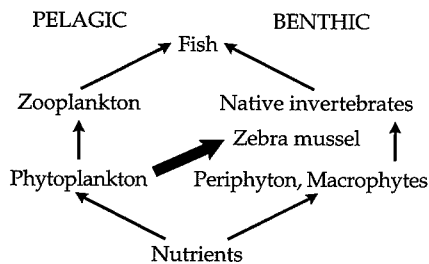 PELAGIC BENTHIC
Fish
Zooplankton Native invertebrates
Zebra mussel
Phytoplankton Periphyton, Macrophytes
Nutrients